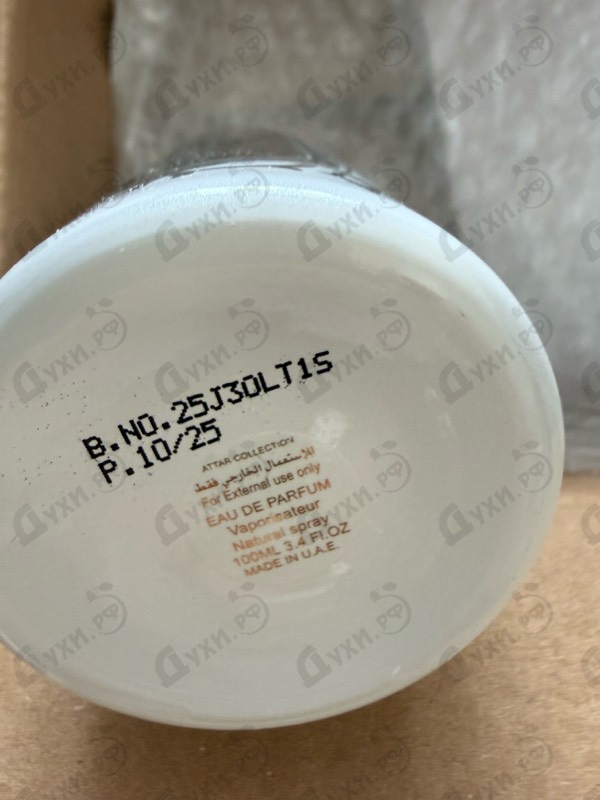 B.NO.25J30LT1S
P.10/25
ATTAR COLLECTION
للاستعمال الخارجي فقط
For External use only
EAU DE PARFUM
Vaporisateur
Natural spray
100ML 3.4 Fl.OZ
MADE IN U.A.E.
Духи.РФ